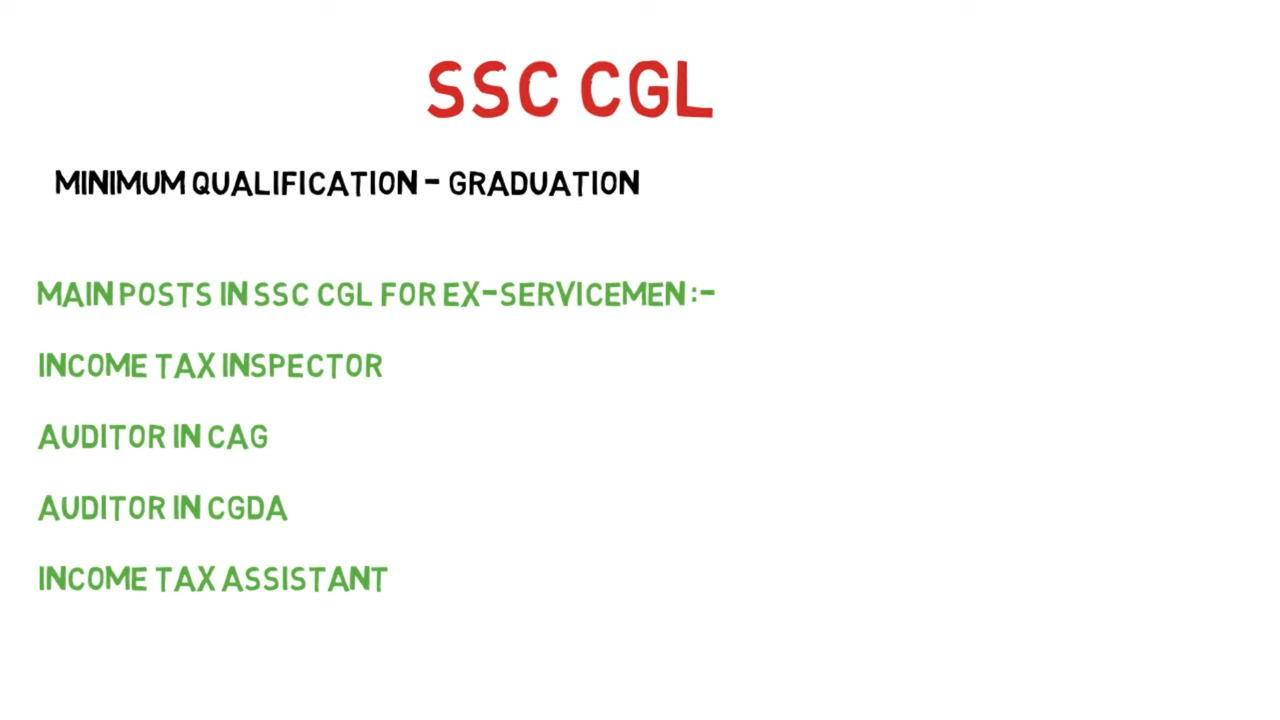 SSC CGL
MINIMUM QUALIFICATION - GRADUATION
MAIN POSTS IN SSC CGL FOR EX-SERVICEMEN :-
INCOME TAX INSPECTOR
AUDITOR IN CAG
AUDITOR IN CGDA
INCOME TAX ASSISTANT